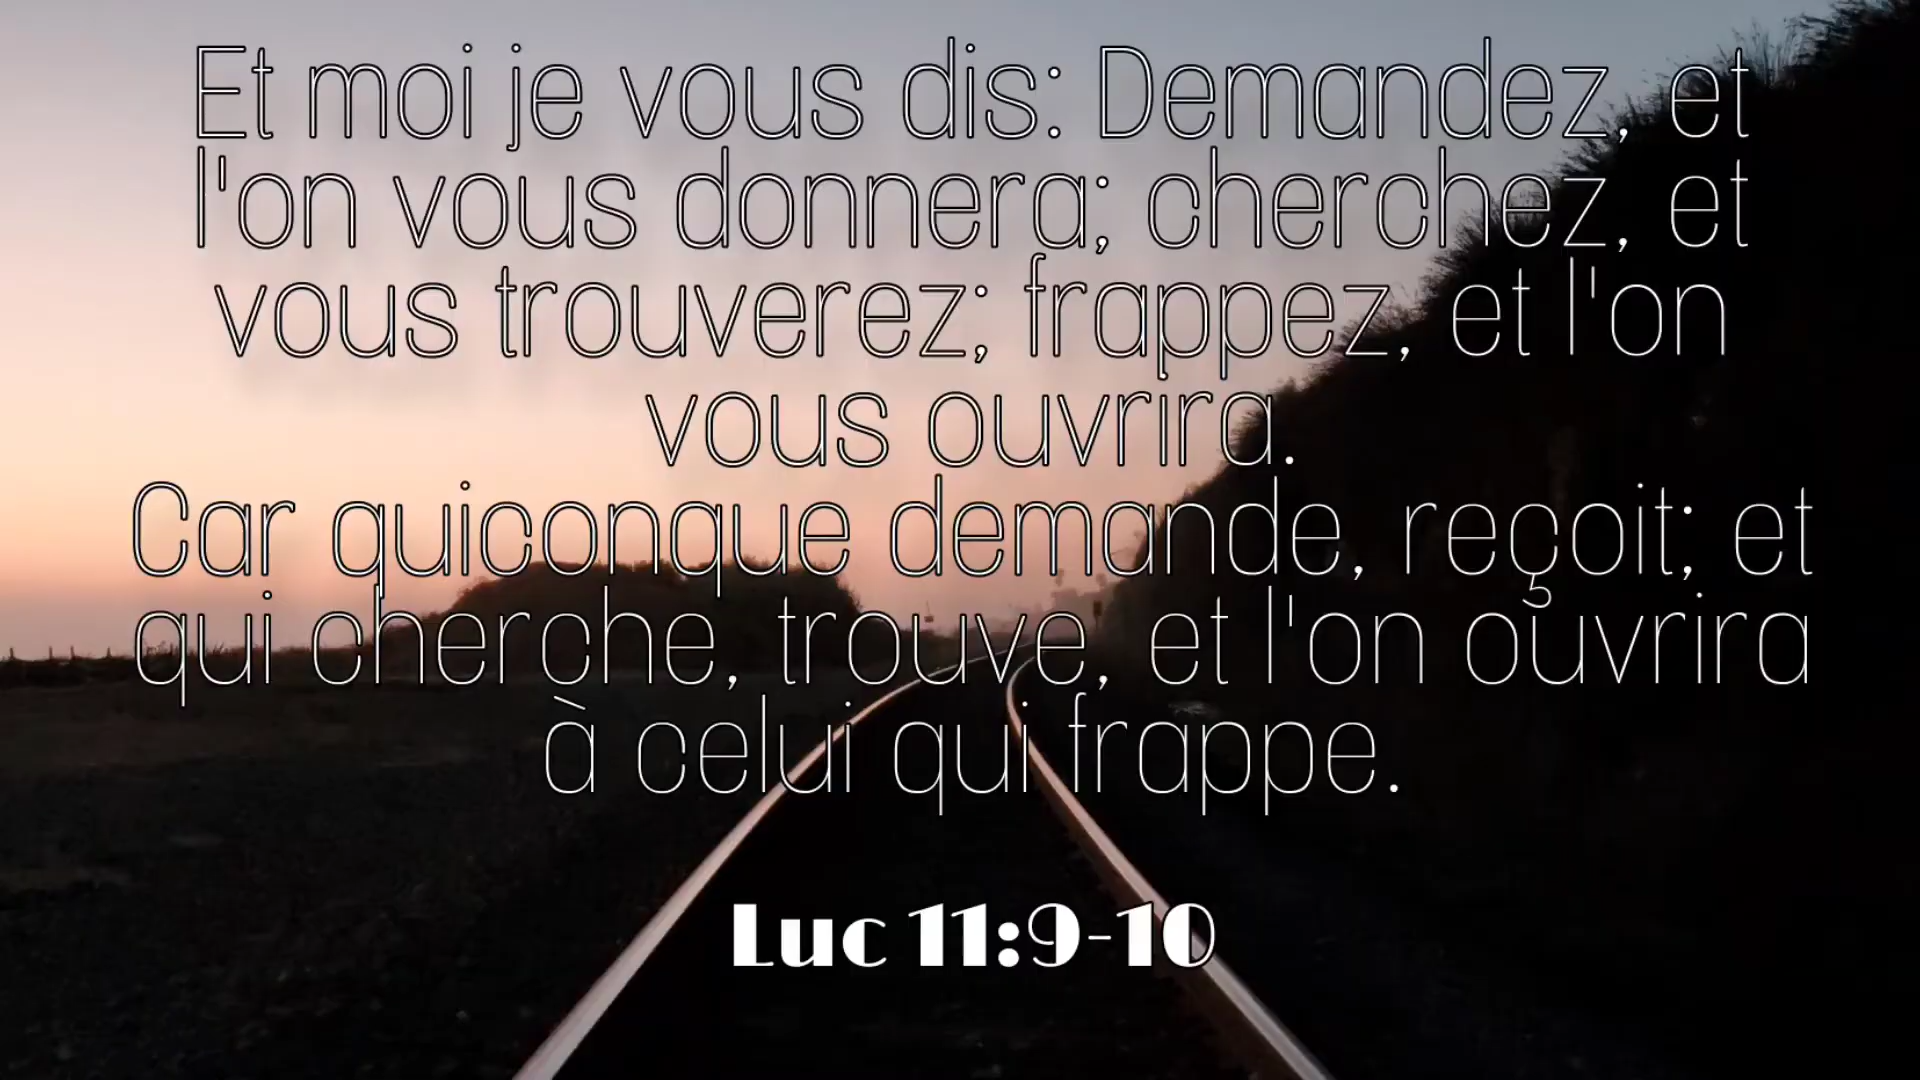 Et moi je vous dis: Demandez, et
l'on vous donnera; cherchez, et
vous trouverez; frappez, et l'on
vous ouvrira.
Car quiconque demande, reçoit; et
qui cherche, trouve, et l'on ouvrira
à celui qui frappe.
Luc 11:9-10